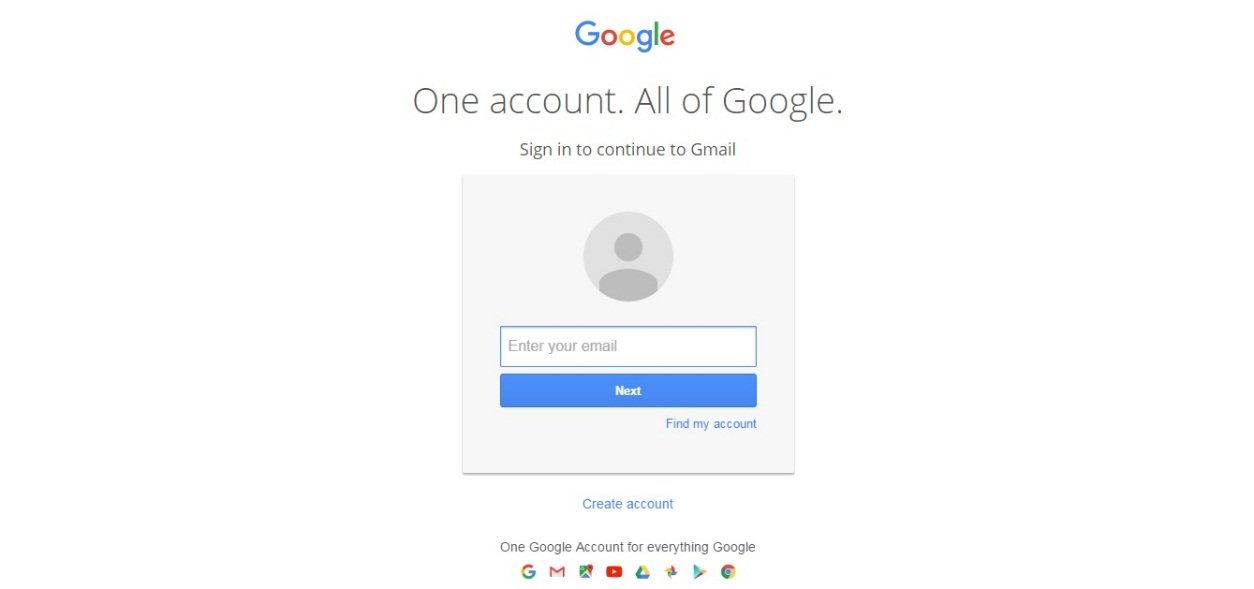 Google
One account. All of Google.
Sign in to continue to Gmail
Enter your email
Next
Find my account
Create account
One Google Account for everything Google